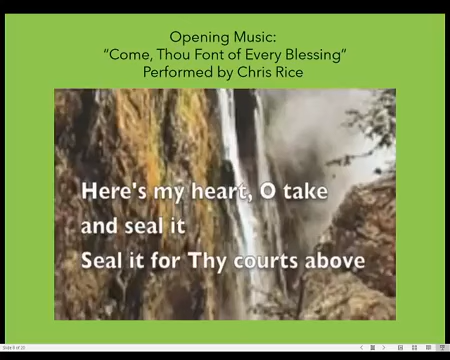 Opening Music:
“Come, Thou Font of Every Blessing”
Performed by Chris Rice
Here's my heart, O take
and seal it
Seal it for Thy courts above